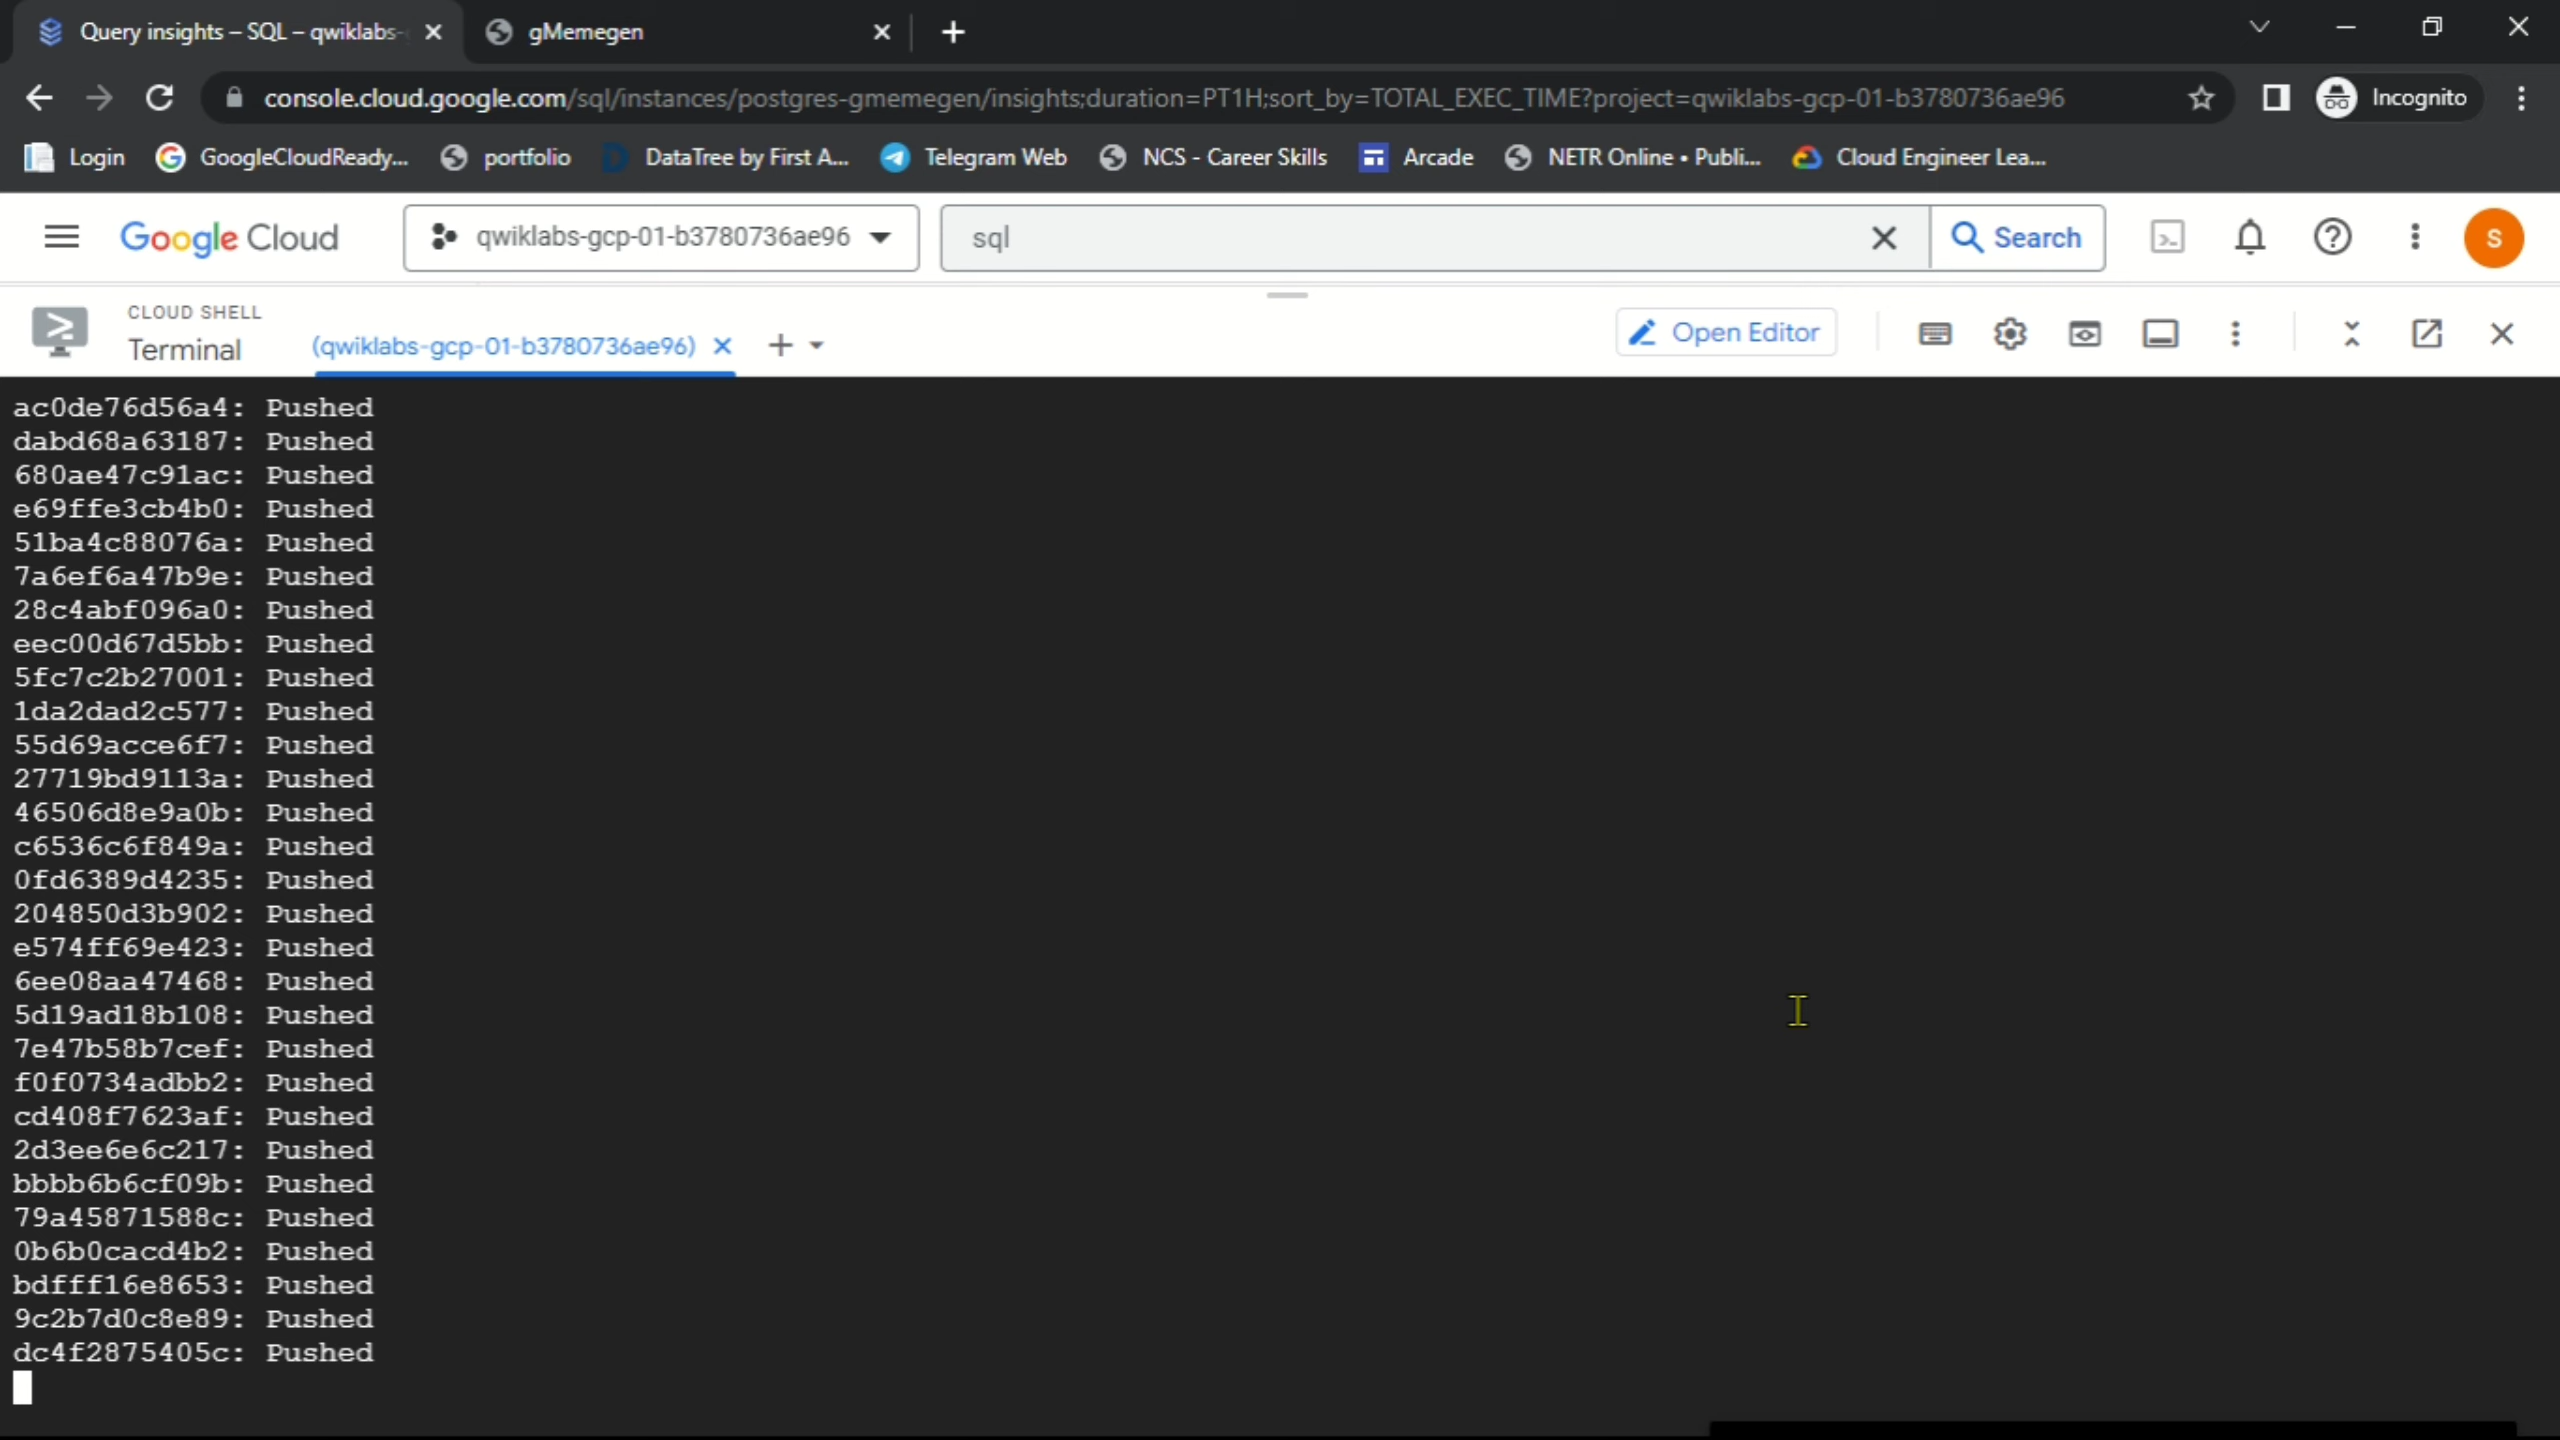 Query insights – SQL – qwiklabs-
gMemegen
console.cloud.google.com/sql/instances/postgres-gmemegen/insights;duration=PT1H;sort_by=TOTAL_EXEC_TIME?project=qwiklabs-gcp-01-b3780736ae96
Incognito
Login
GoogleCloudReady...
portfolio
DataTree by First A...
Telegram Web
NCS - Career Skills
Arcade
NETR Online • Publi...
Cloud Engineer Lea...
Google Cloud
qwiklabs-gcp-01-b3780736ae96
sql
Search
S
CLOUD SHELL
Terminal
(qwiklabs-gcp-01-b3780736ae96)
Open Editor
ac0de76d56a4: Pushed
dabd68a63187: Pushed
680ae47c91ac: Pushed
e69ffe3cb4b0: Pushed
51ba4c88076a: Pushed
7a6ef6a47b9e: Pushed
28c4abf096a0: Pushed
eec00d67d5bb: Pushed
5fc7c2b27001: Pushed
1da2dad2c577: Pushed
55d69acce6f7: Pushed
27719bd9113a: Pushed
46506d8e9a0b: Pushed
c6536c6f849a: Pushed
0fd6389d4235: Pushed
204850d3b902: Pushed
e574ff69e423: Pushed
6ee08aa47468: Pushed
5d19ad18b108: Pushed
7e47b58b7cef: Pushed
f0f0734adbb2: Pushed
cd408f7623af: Pushed
2d3ee6e6c217: Pushed
bbbb6b6cf09b: Pushed
79a45871588c: Pushed
0b6b0cacd4b2: Pushed
bdfff16e8653: Pushed
9c2b7d0c8e89: Pushed
dc4f2875405c: Pushed